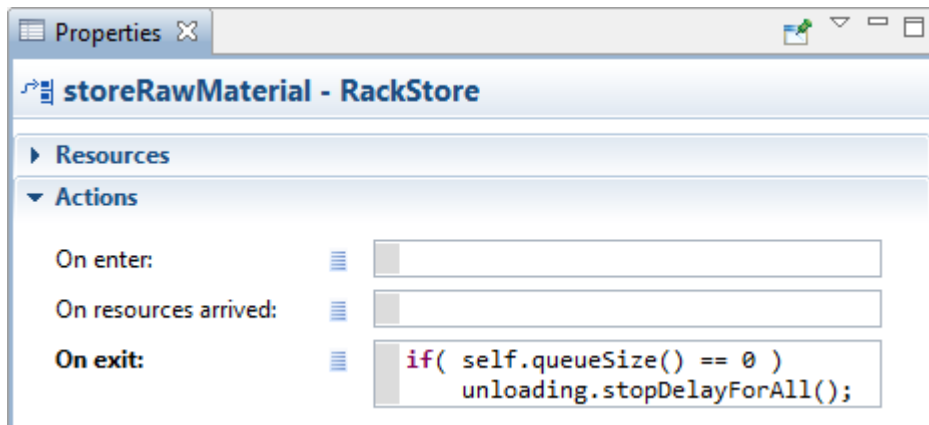 Properties
storeRawMaterial - RackStore
Resources
Actions
On enter:
On resources arrived:
On exit:
if( self.queueSize() == 0 )
unloading.stopDelayForAll();